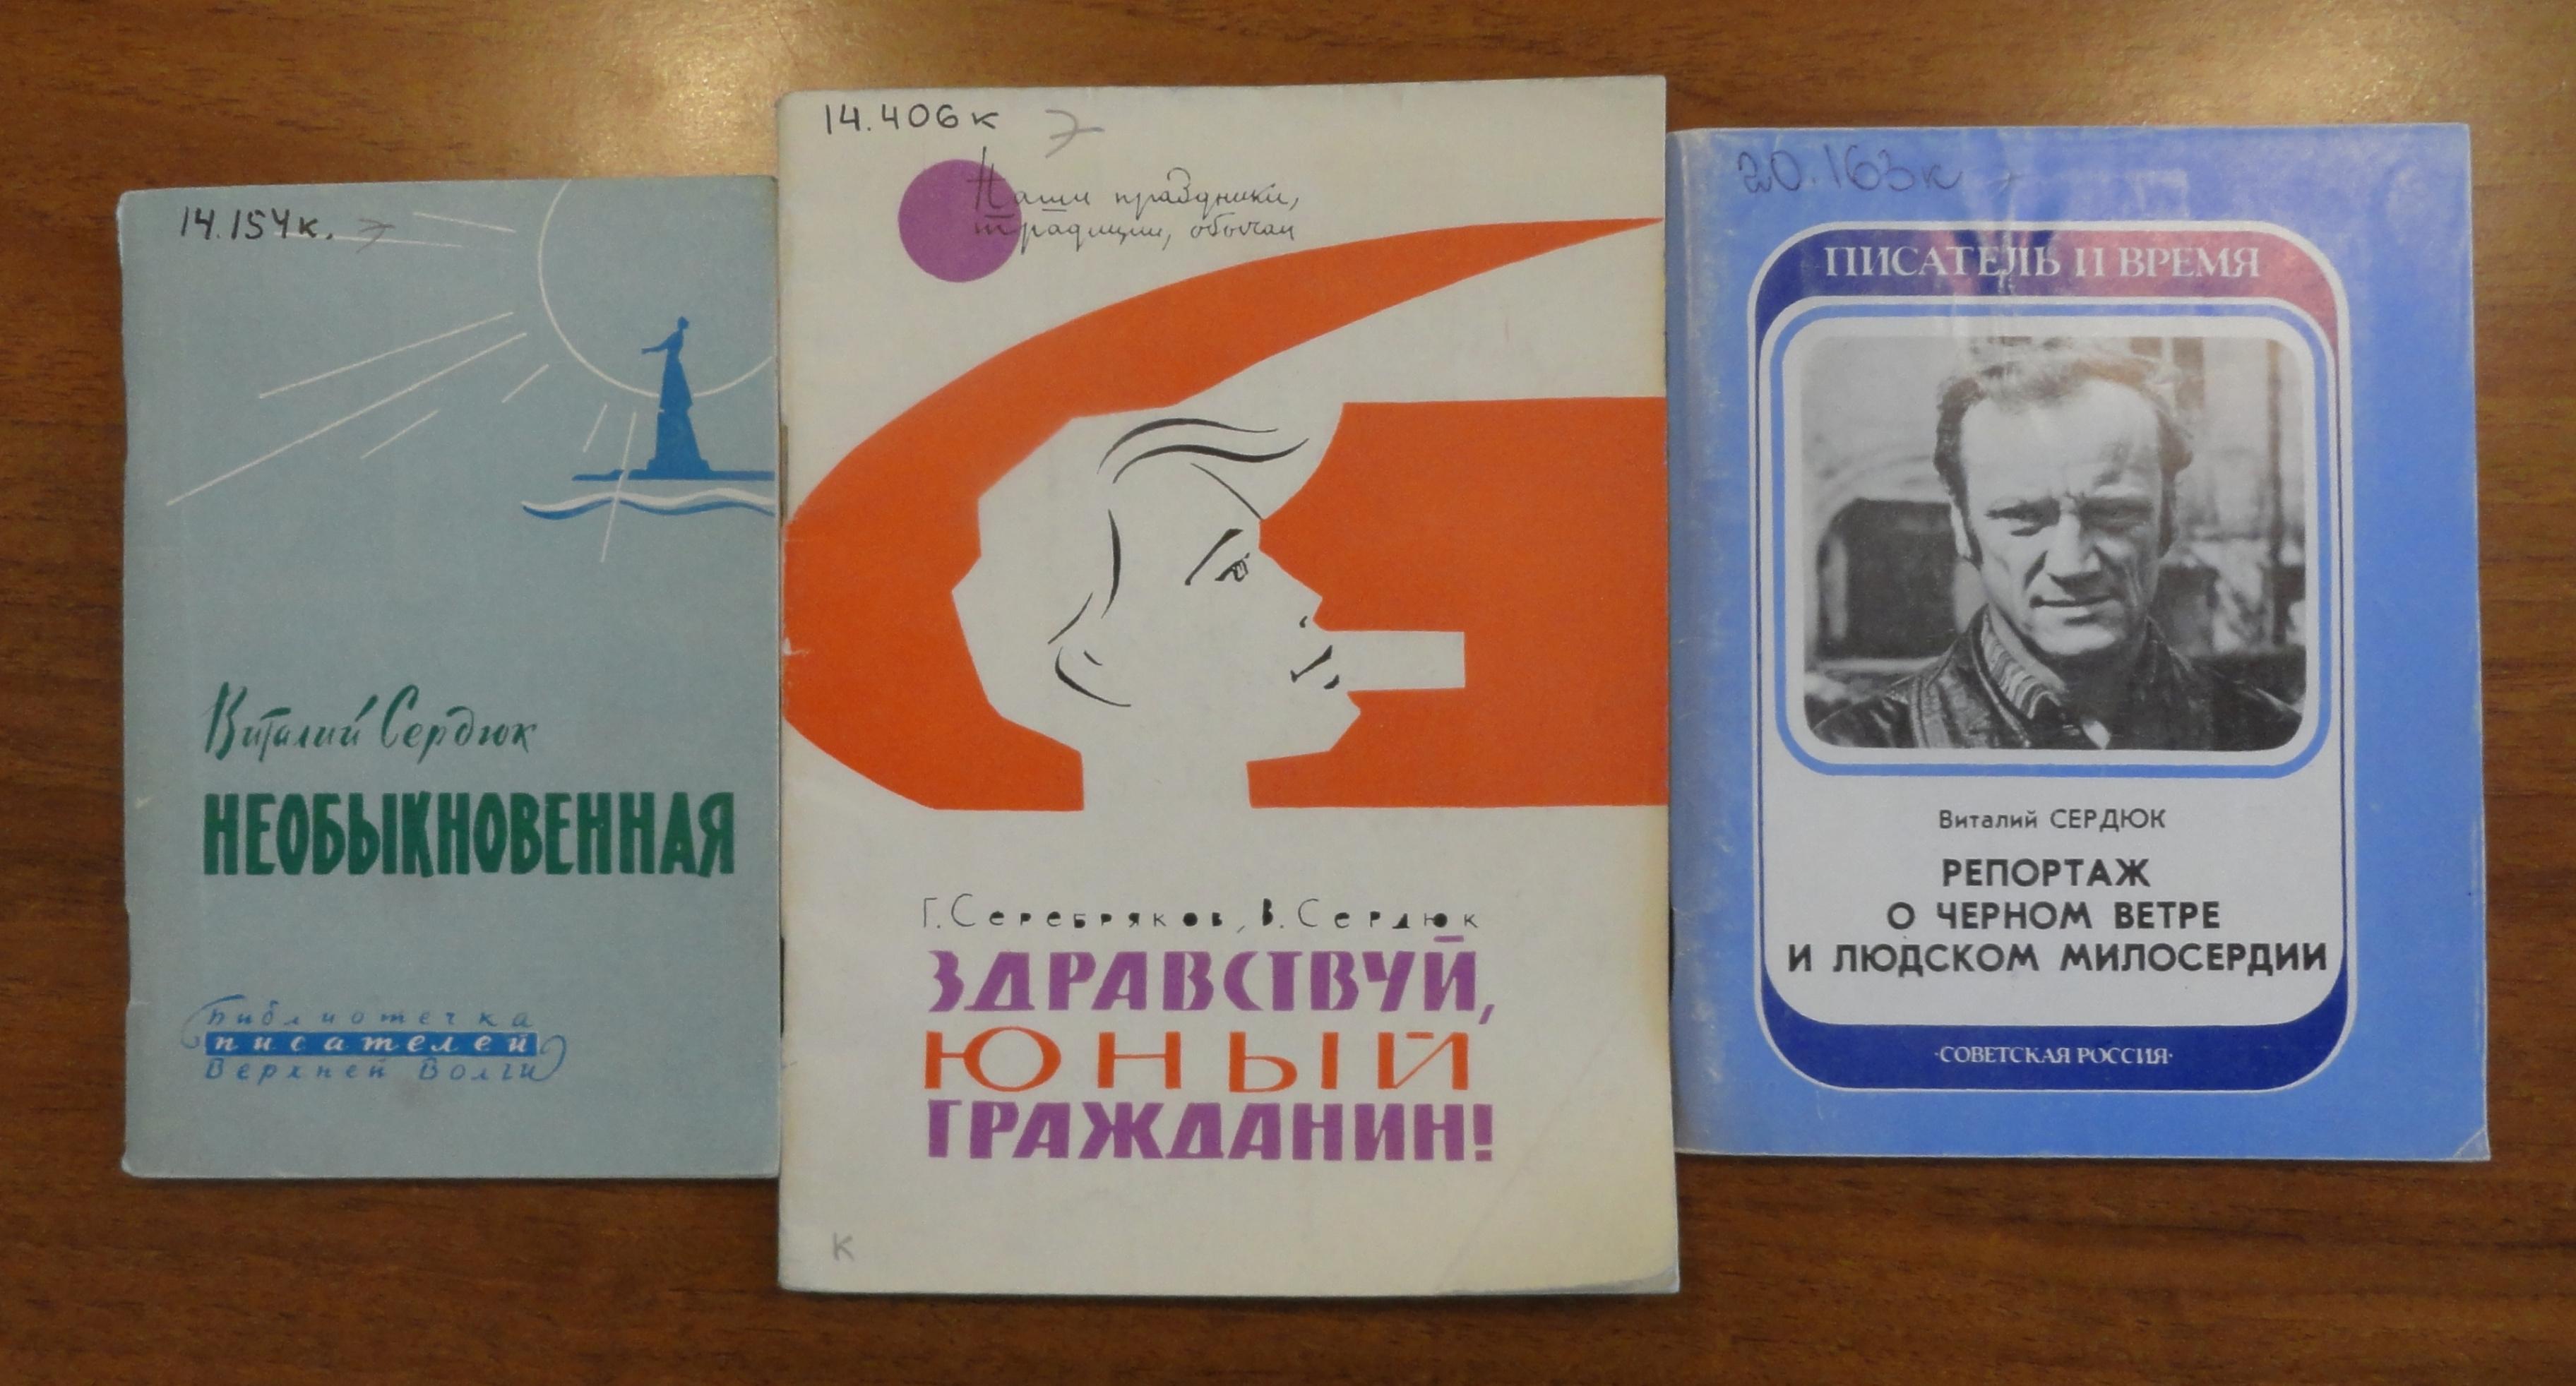 14.154к.
Виталий Сердюк
НЕОБЫКНОВЕННАЯ
Библиотечка
писателей
Верхней Волги
14.406к Э
Наши праздники,
традиции, обычаи
Г. Серебряков, В. Сердюк
ЗДРАВСТВУЙ,
ЮНЫЙ
ГРАЖДАНИН!
К
20.163к
ПИСАТЕЛЬ И ВРЕМЯ
Виталий СЕРДЮК
РЕПОРТАЖ
О ЧЕРНОМ ВЕТРЕ
И ЛЮДСКОМ МИЛОСЕРДИИ
·СОВЕТСКАЯ РОССИЯ·